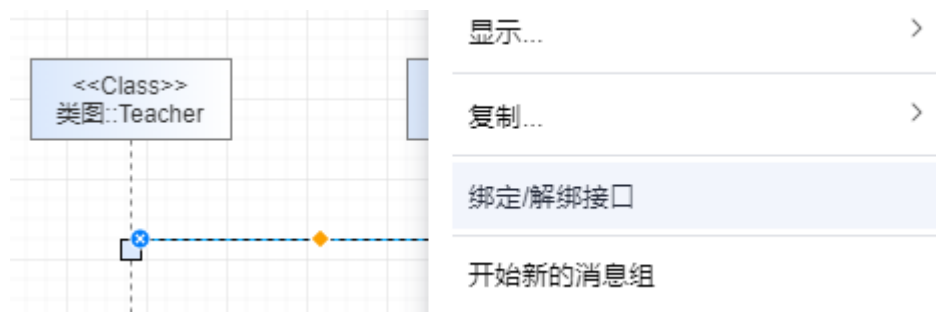 <<Class>>
类图::Teacher
显示...
复制...
绑定/解绑接口
开始新的消息组